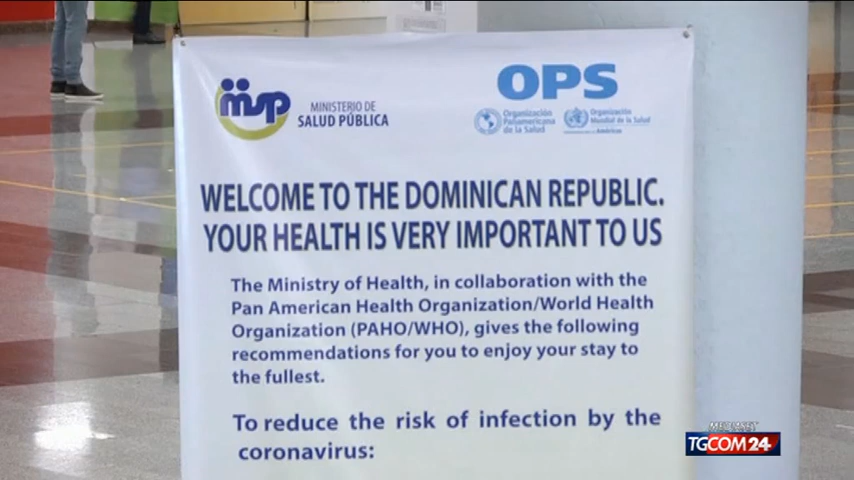 msp
MINISTERIO DE
SALUD PÚBLICA
OPS
Organización
Panamericana
de la Salud
Organización
Mundial de la Salud
Américas
WELCOME TO THE DOMINICAN REPUBLIC.
YOUR HEALTH IS VERY IMPORTANT TO US
The Ministry of Health, in collaboration with the
Pan American Health Organization/World Health
Organization (PAHO/WHO), gives the following
recommendations for you to enjoy your stay to
the fullest.
To reduce the risk of infection by the
coronavirus:
MEDIASET
TGCOM24